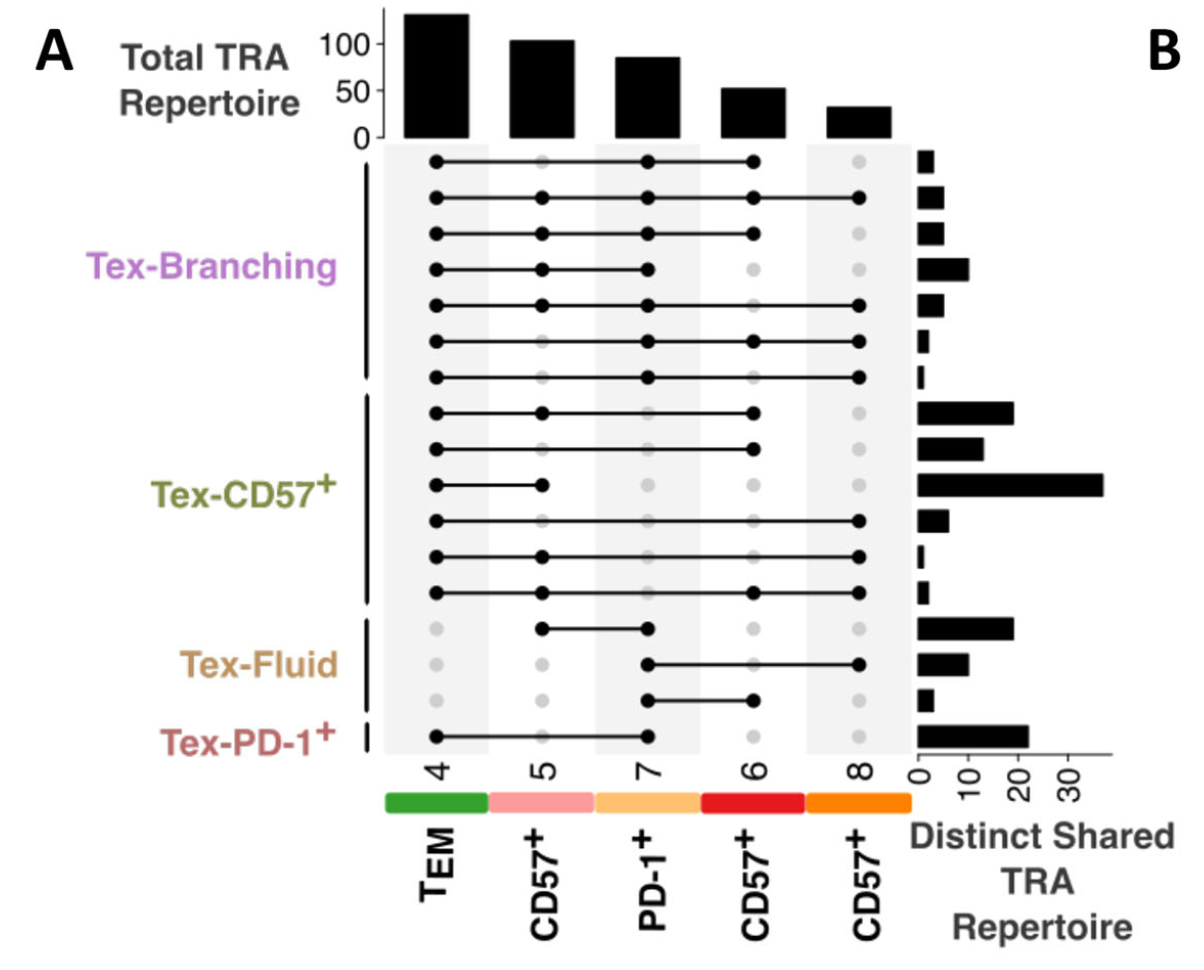 A
B
Total TRA
Repertoire
100
50
0
Tex-Branching
Tex-CD57+
Tex-Fluid
Tex-PD-1+
4
5
7
6
8
0
10
20
30
TEM
CD57+
PD-1+
CD57+
CD57+
Distinct Shared
TRA
Repertoire